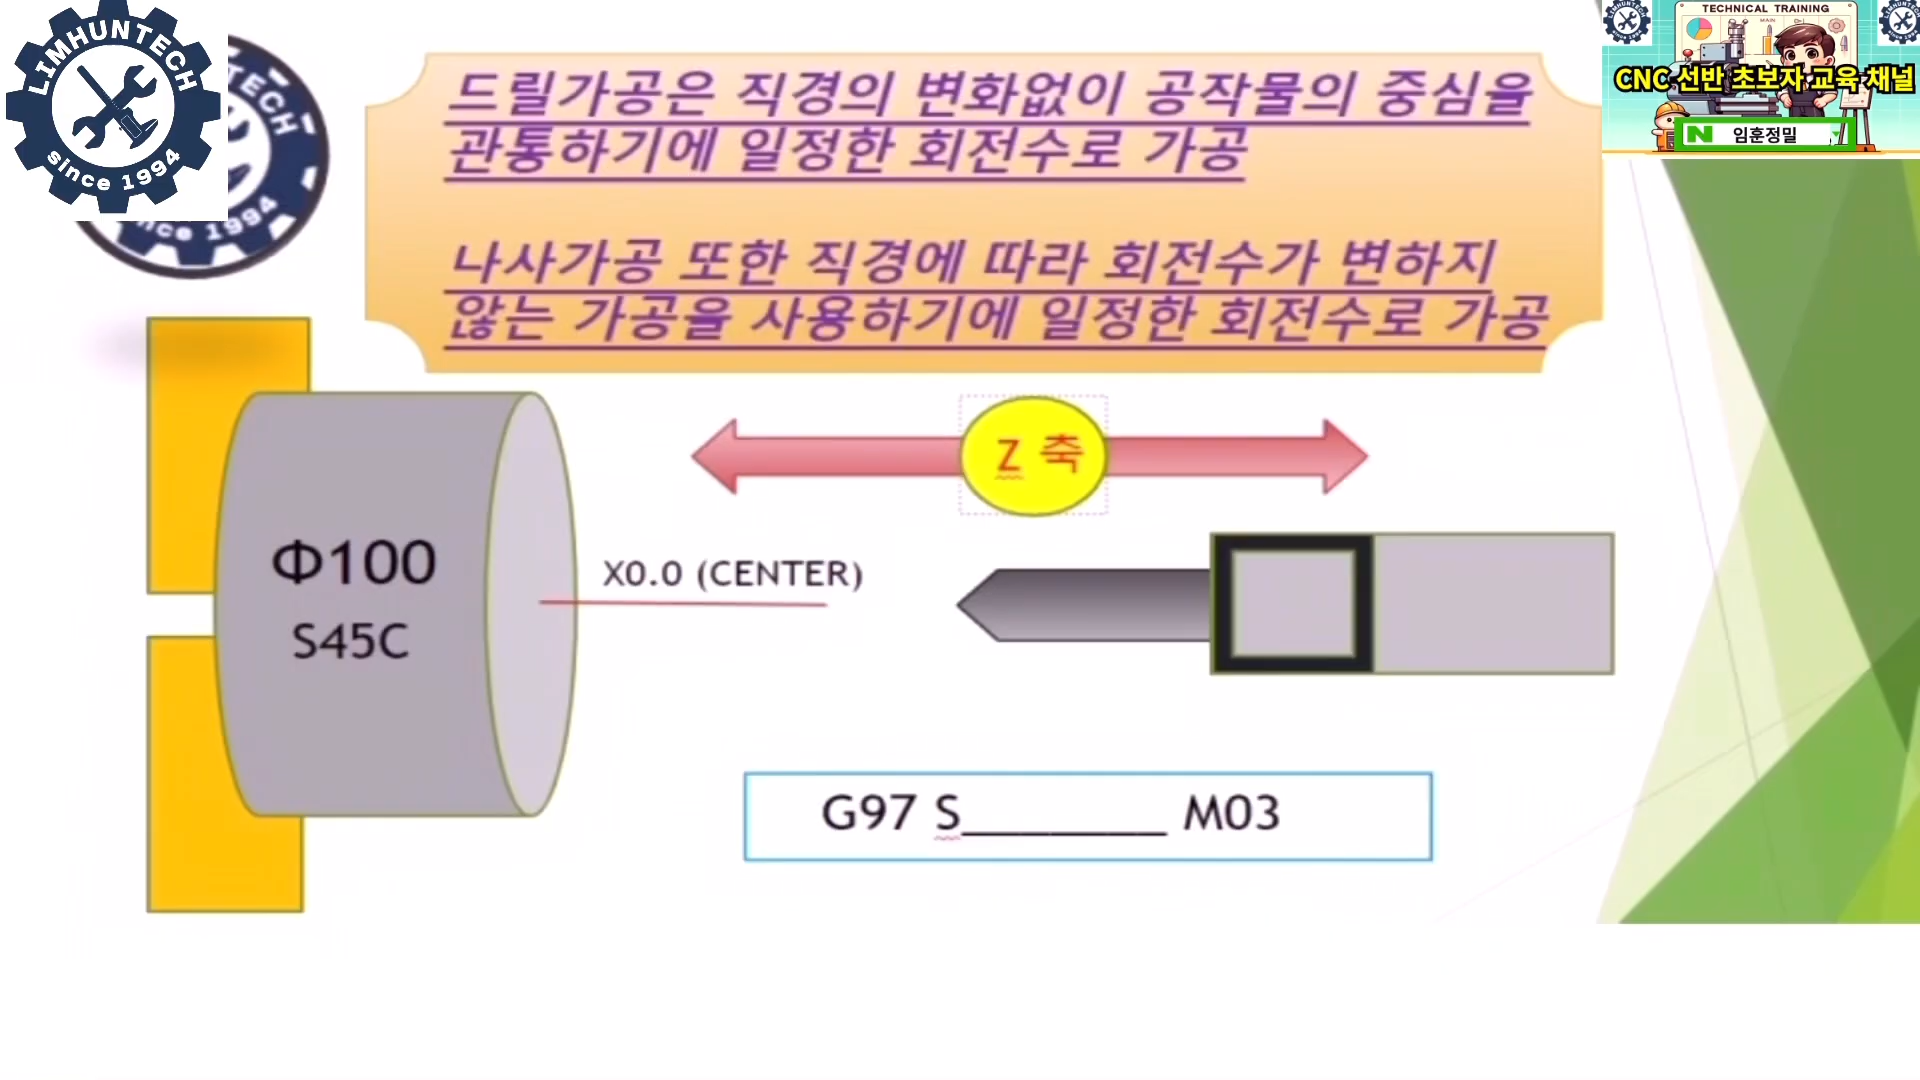 LIMHUNTECH
since 1994
TECH
nce 1994
드릴가공은 직경의 변화없이 공작물의 중심을
관통하기에 일정한 회전수로 가공
나사가공 또한 직경에 따라 회전수가 변하지
않는 가공을 사용하기에 일정한 회전수로 가공
TECHNICAL TRAINING
CNC 선반 초보자 교육 채널
N 임훈정밀
Z 축
X0.0 (CENTER)
Φ100
S45C
G97 S________ M03